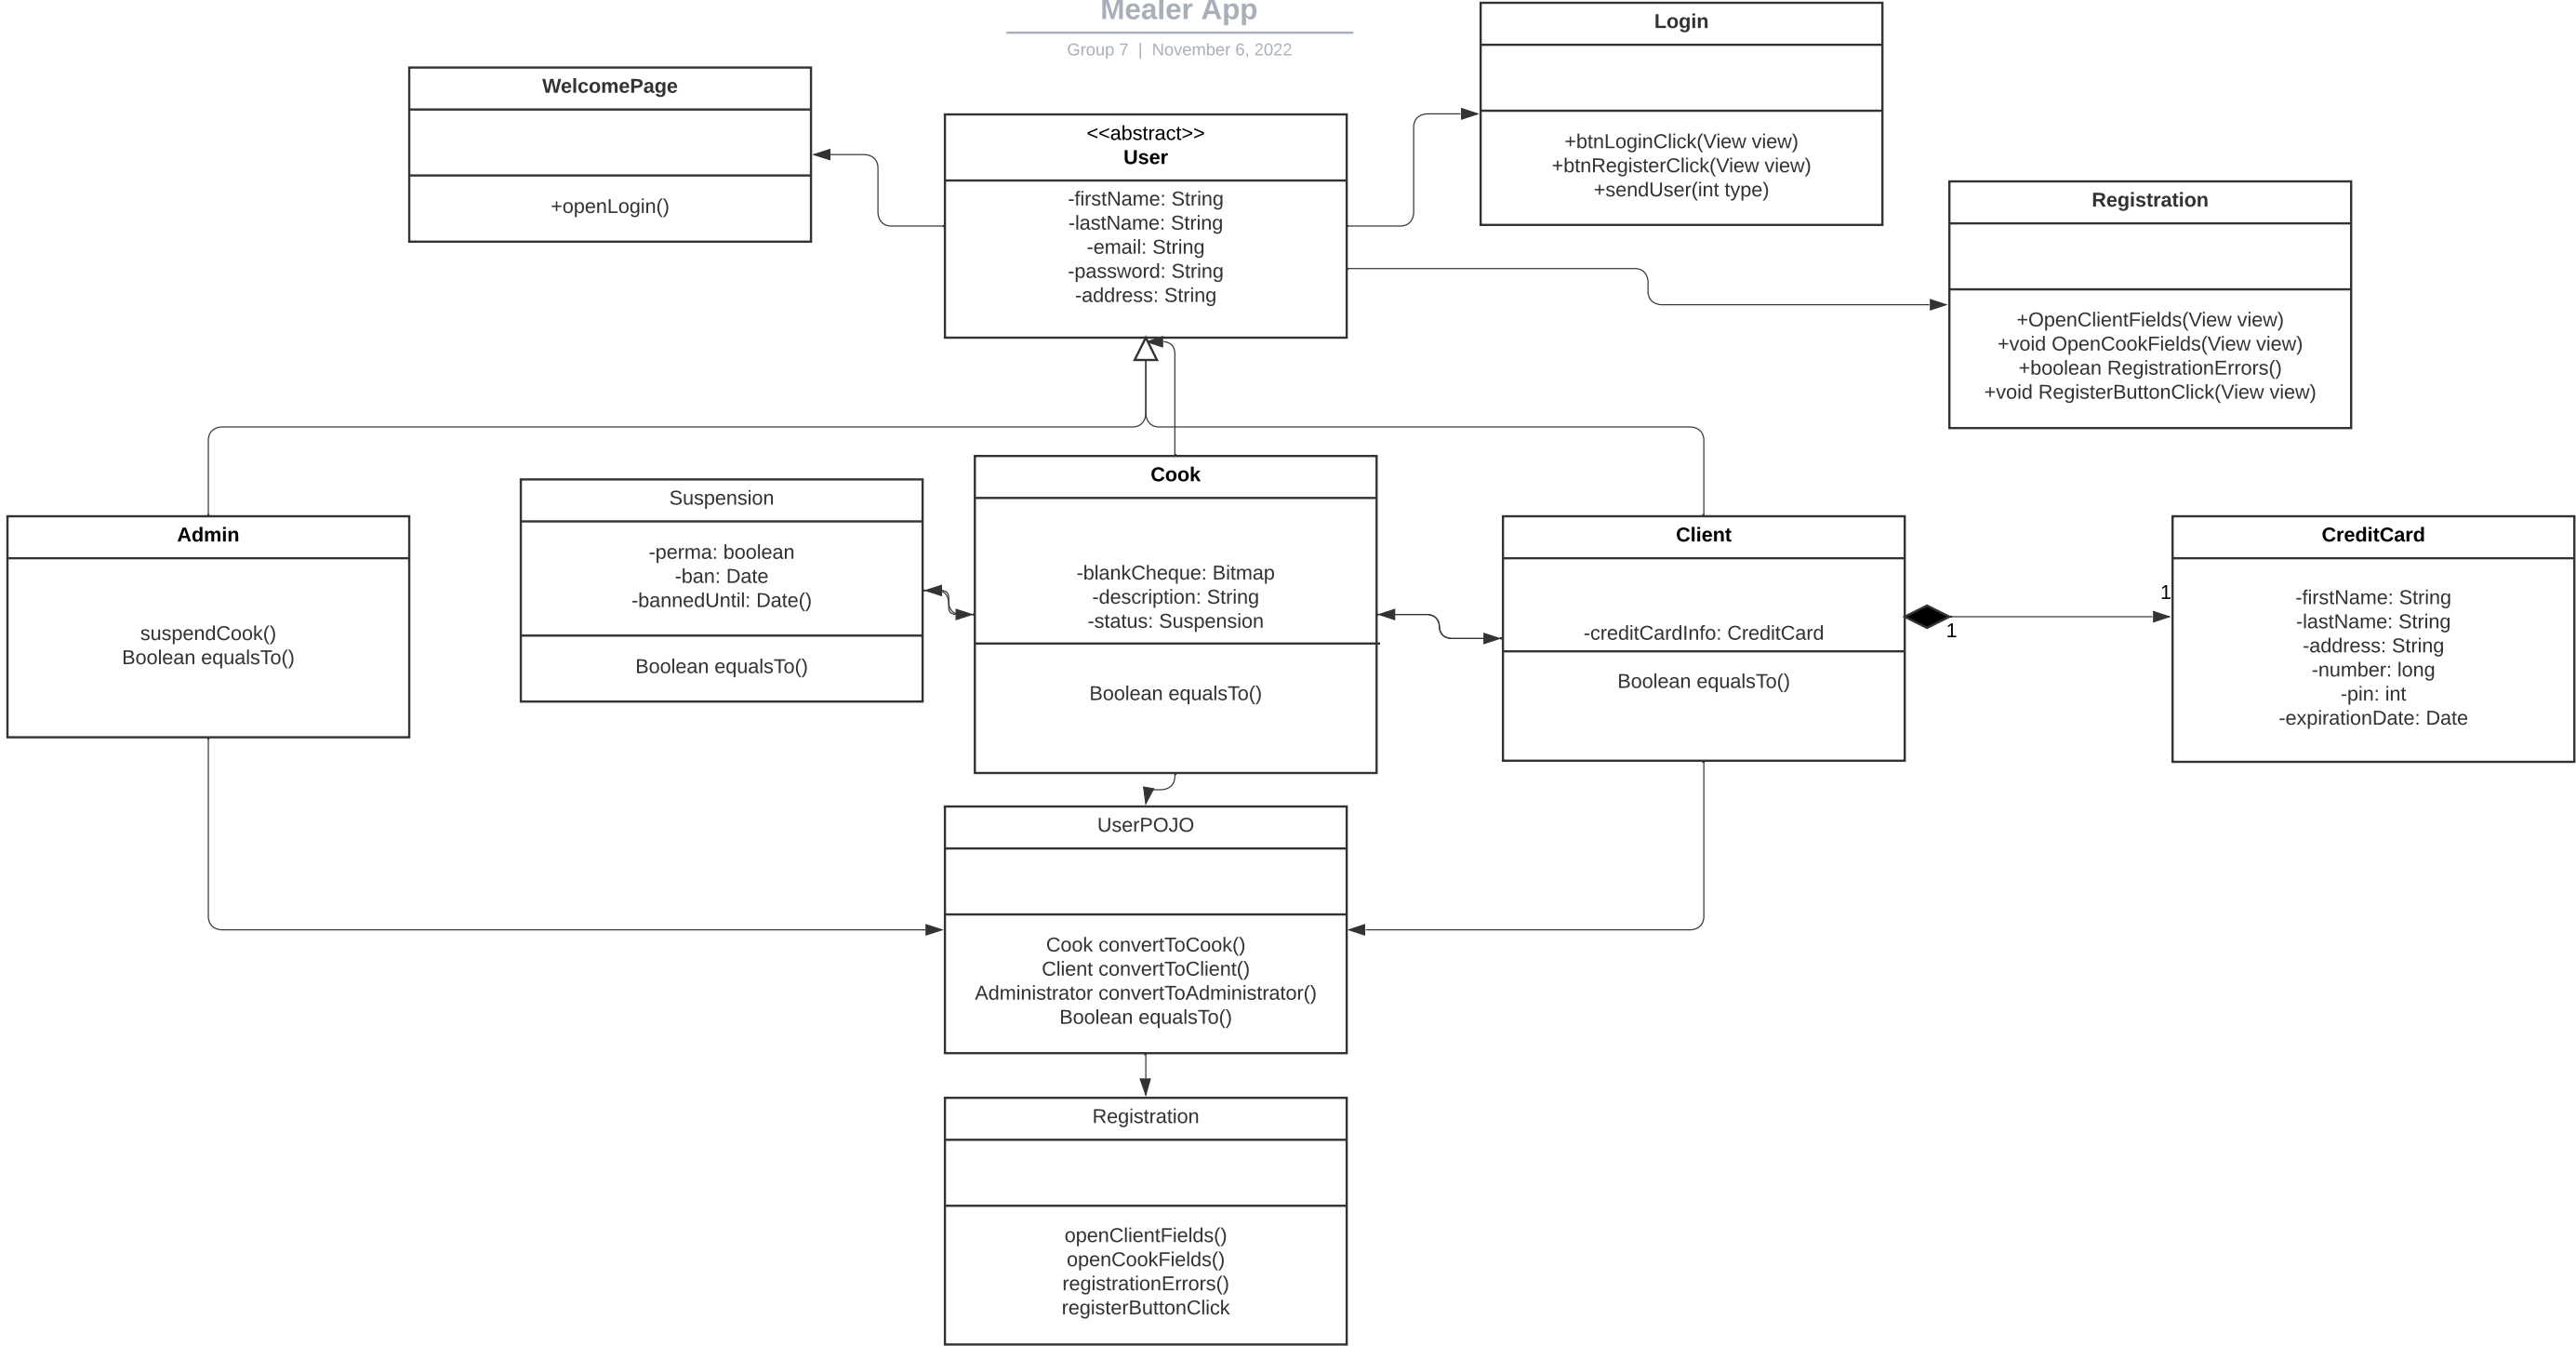 Mealer App
Group 7 | November 6, 2022
WelcomePage
+openLogin()
<<abstract>>
User
-firstName: String
-lastName: String
-email: String
-password: String
-address: String
Login
+btnLoginClick(View view)
+btnRegisterClick(View view)
+sendUser(int type)
Registration
+OpenClientFields(View view)
+void OpenCookFields(View view)
+boolean RegistrationErrors()
+void RegisterButtonClick(View view)
Admin
suspendCook()
Boolean equalsTo()
Suspension
-perma: boolean
-ban: Date
-bannedUntil: Date()
Boolean equalsTo()
Cook
-blankCheque: Bitmap
-description: String
-status: Suspension
Boolean equalsTo()
Client
-creditCardInfo: CreditCard
Boolean equalsTo()
1
1
CreditCard
-firstName: String
-lastName: String
-address: String
-number: long
-pin: int
-expirationDate: Date
UserPOJO
Cook convertToCook()
Client convertToClient()
Administrator convertToAdministrator()
Boolean equalsTo()
Registration
openClientFields()
openCookFields()
registrationErrors()
registerButtonClick